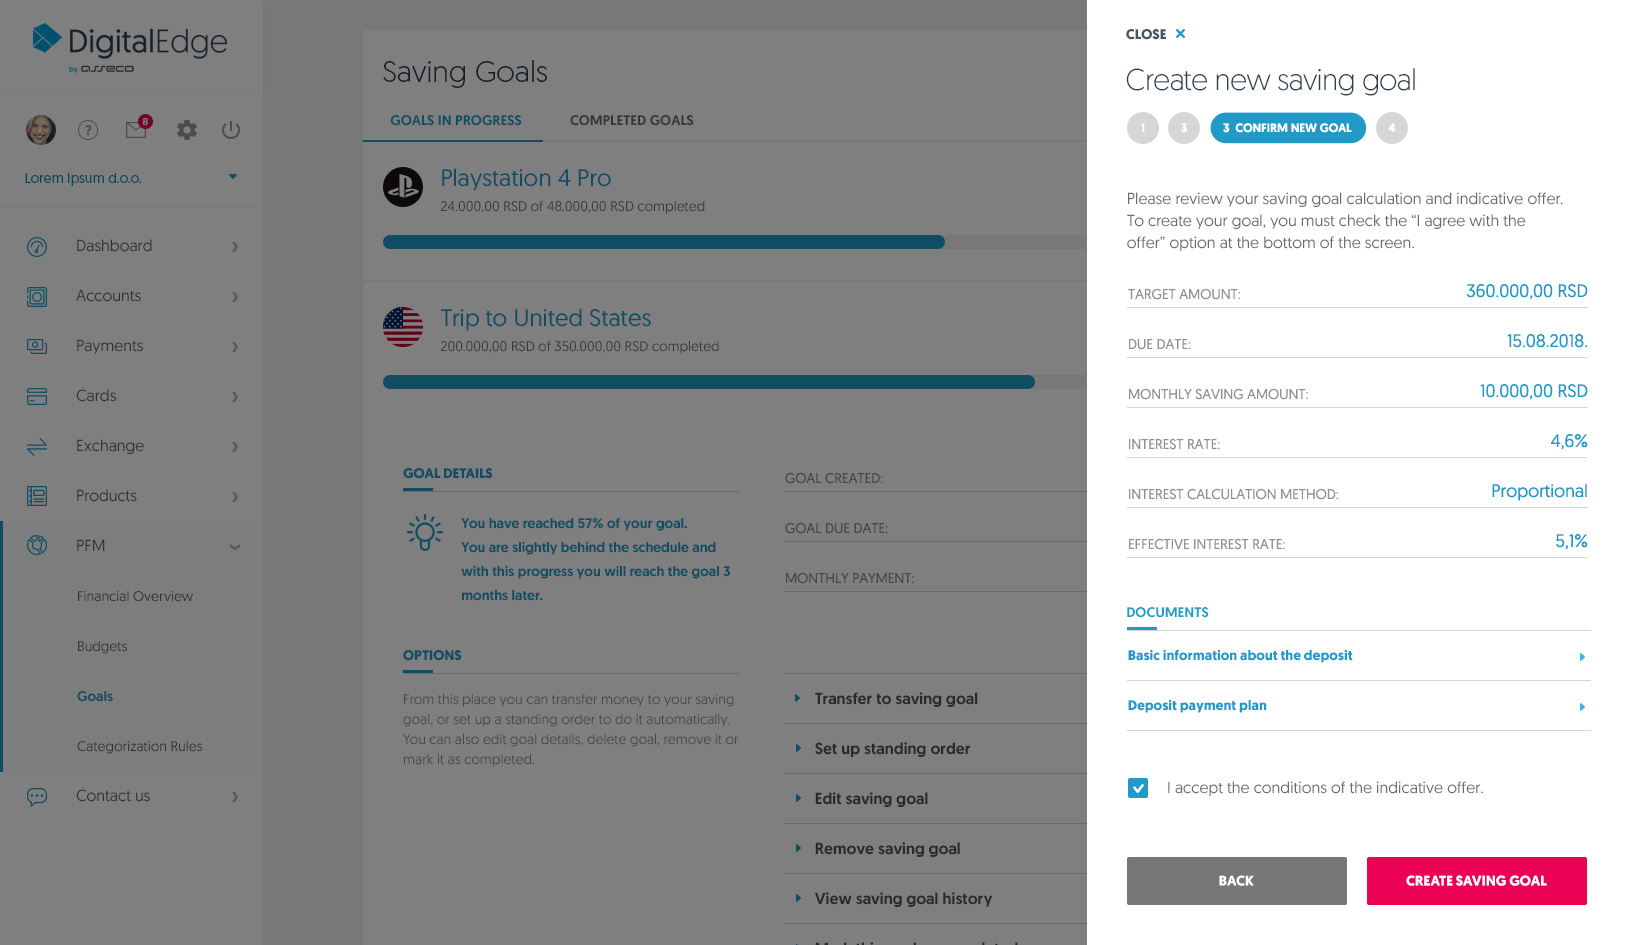 DigitalEdge
by asseco
?
8
Lorem Ipsum d.o.o.
Dashboard
Accounts
Payments
Cards
Exchange
Products
PFM
Financial Overview
Budgets
Goals
Categorization Rules
Contact us
Saving Goals
GOALS IN PROGRESS
COMPLETED GOALS
Playstation 4 Pro
24.000,00 RSD of 48.000,00 RSD completed
Trip to United States
200.000,00 RSD of 350.000,00 RSD completed
GOAL DETAILS
You have reached 57% of your goal.
You are slightly behind the schedule and
with this progress you will reach the goal 3
months later.
GOAL CREATED:
GOAL DUE DATE:
MONTHLY PAYMENT:
OPTIONS
From this place you can transfer money to your saving
goal, or set up a standing order to do it automatically.
You can also edit goal details, delete goal, remove it or
mark it as completed.
Transfer to saving goal
Set up standing order
Edit saving goal
Remove saving goal
View saving goal history
CLOSE
Create new saving goal
1
3
3 CONFIRM NEW GOAL
4
Please review your saving goal calculation and indicative offer.
To create your goal, you must check the “I agree with the
offer” option at the bottom of the screen.
TARGET AMOUNT: 360.000,00 RSD
DUE DATE: 15.08.2018.
MONTHLY SAVING AMOUNT: 10.000,00 RSD
INTEREST RATE: 4,6%
INTEREST CALCULATION METHOD: Proportional
EFFECTIVE INTEREST RATE: 5,1%
DOCUMENTS
Basic information about the deposit
Deposit payment plan
I accept the conditions of the indicative offer.
BACK
CREATE SAVING GOAL